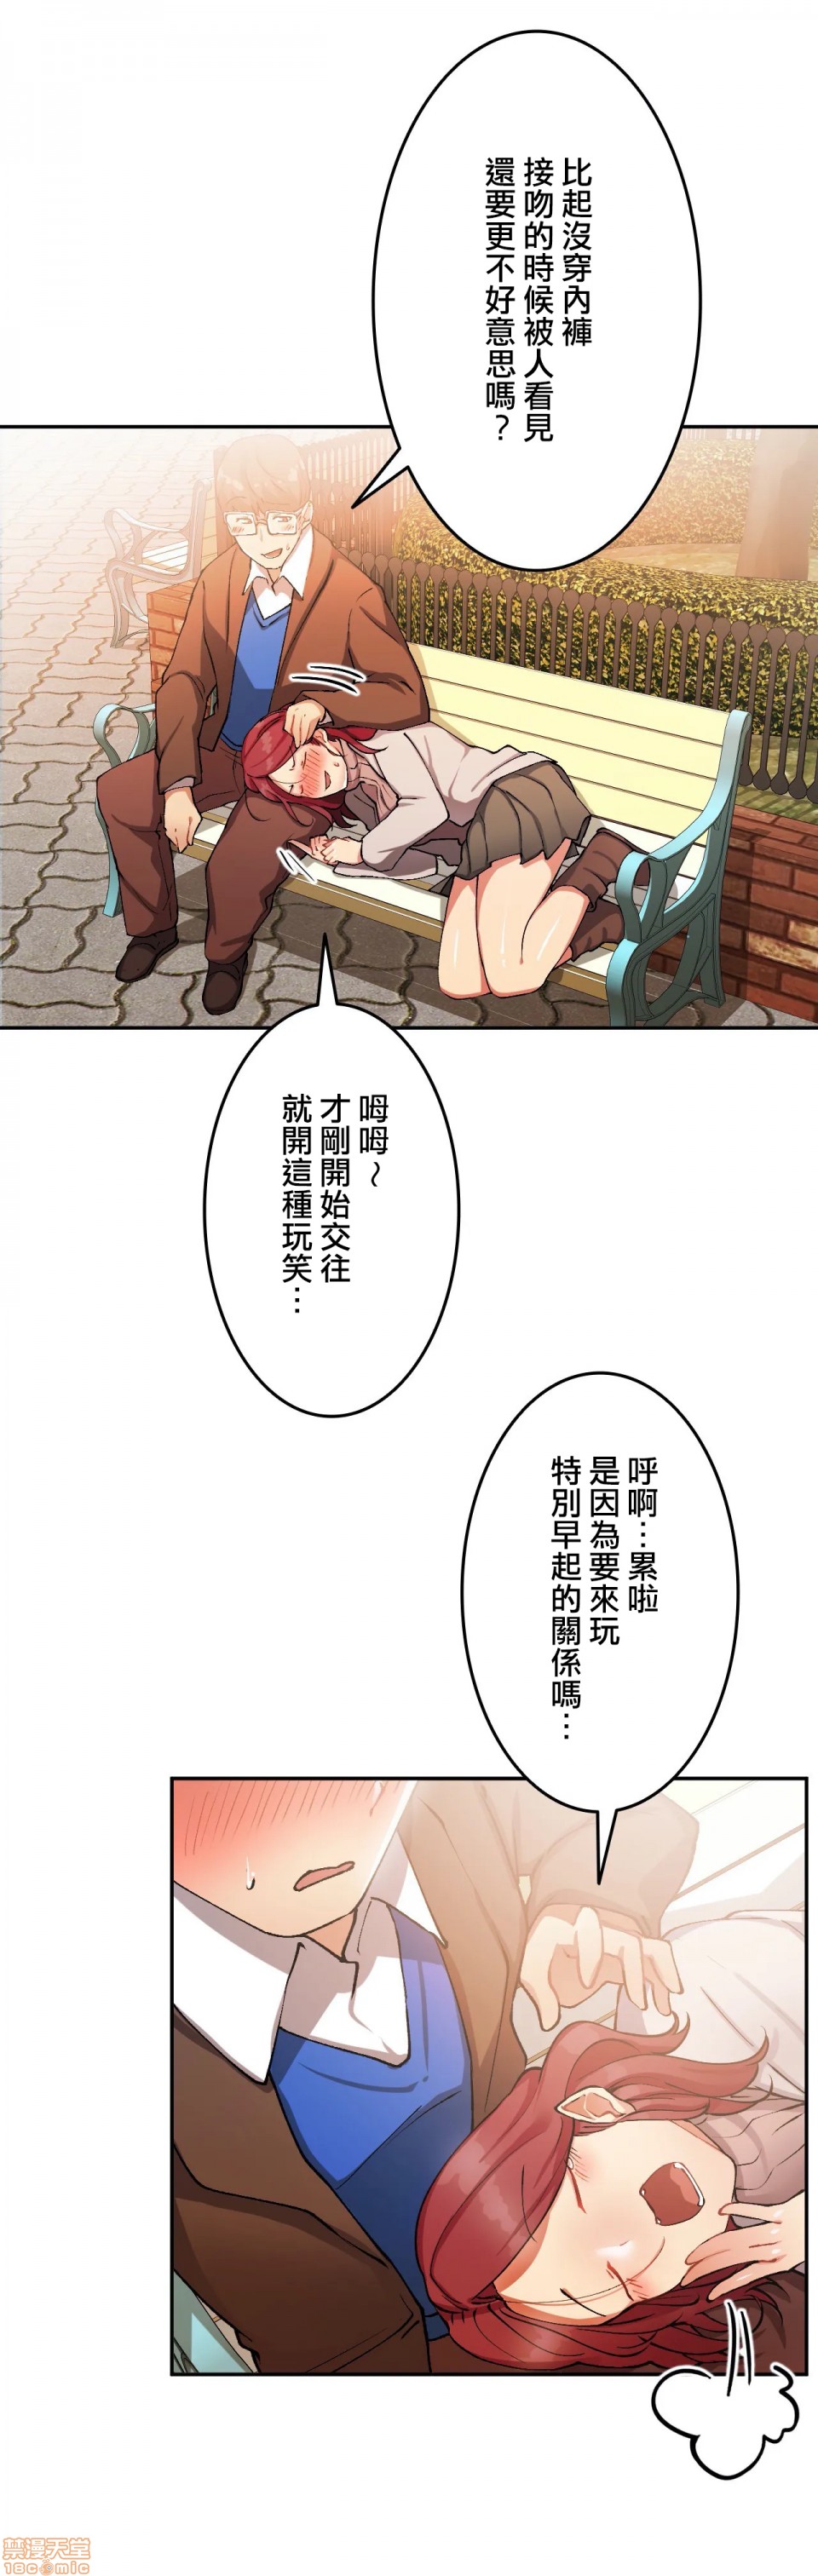 比起沒穿內褲
接吻的時候被人看見
還要更不好意思嗎？
呣呣~
才剛開始交往
就開這種玩笑…
呼啊…累啦
是因為要來玩
特別早起的關係嗎…
禁漫天堂
18comic